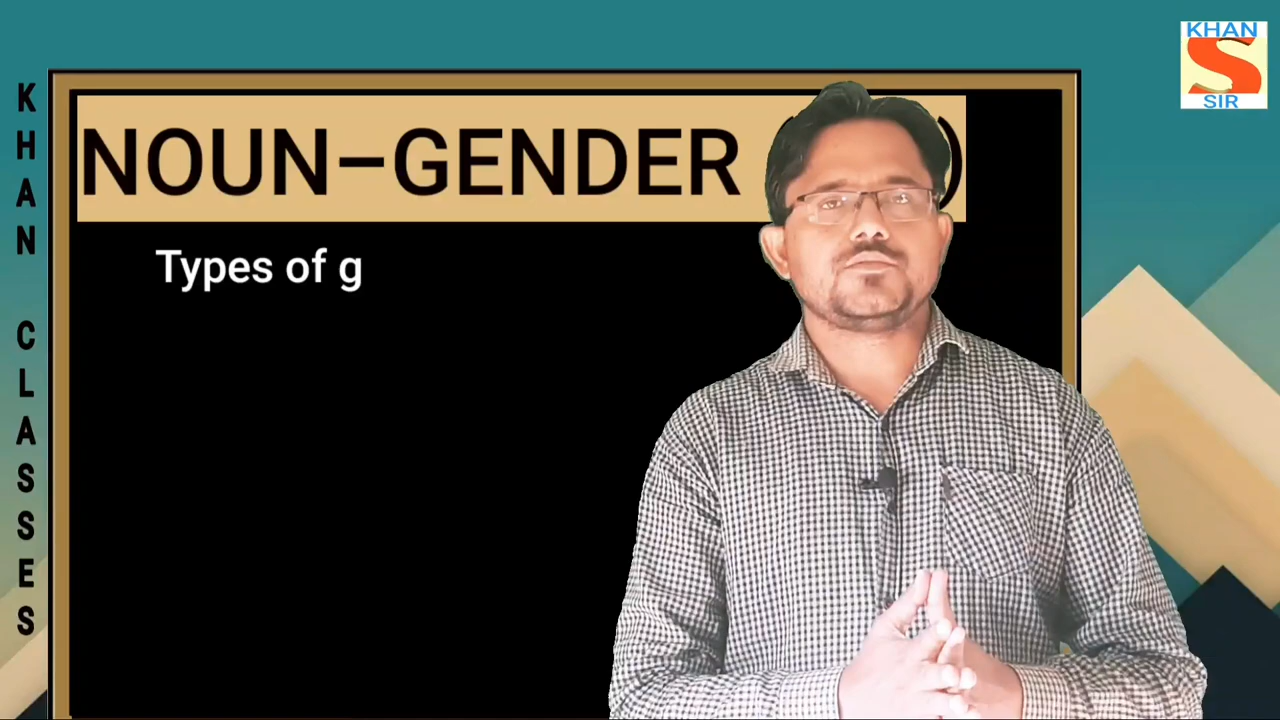 KHAN
SIR
NOUN–GENDER ( )
Types of g
KHAN CLASSES